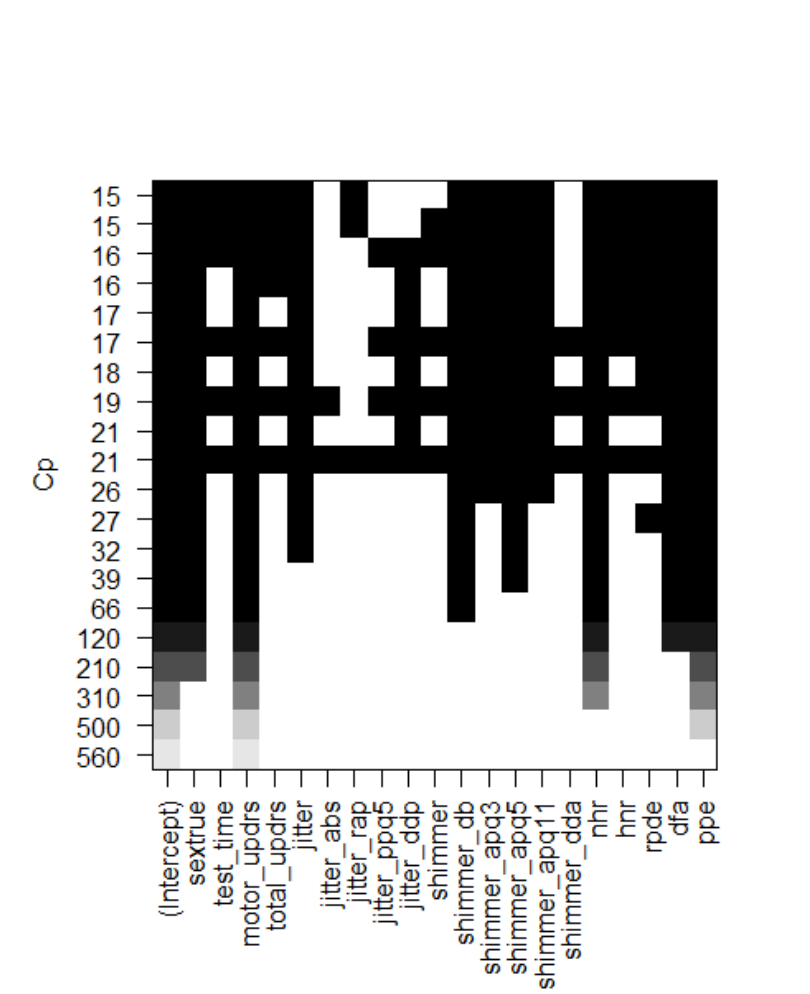 15
15
16
16
17
17
18
19
21
21
26
27
32
39
66
120
210
310
500
560
Cp
(Intercept)
sextrue
test_time
motor_updrs
total_updrs
jitter
jitter_abs
jitter_rap
jitter_ppq5
jitter_ddp
shimmer
shimmer_db
shimmer_apq3
shimmer_apq5
shimmer_apq11
shimmer_dda
nhr
hnr
rpde
dfa
ppe